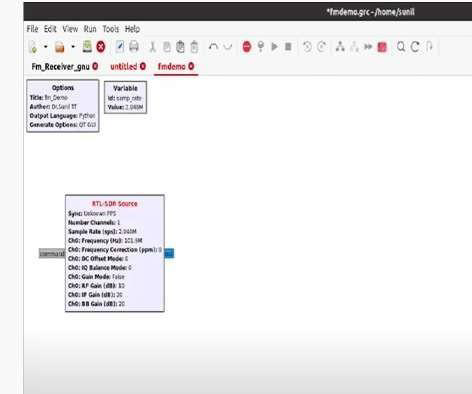 *fmdemo.grc - /home/sunil
File Edit View Run Tools Help
Fm_Receiver_gnu untitled fmdemo
Options
Title: fm_Demo
Author: Dr.Sunil TT
Output Language: Python
Generate Options: QT GUI
Variable
Id: samp_rate
Value: 2.048M
RTL-SDR Source
Sync: Unknown PPS
Number Channels: 1
Sample Rate (sps): 2.048M
Ch0: Frequency (Hz): 101.9M
Ch0: Frequency Correction (ppm): 0
Ch0: DC Offset Mode: 0
Ch0: IQ Balance Mode: 0
Ch0: Gain Mode: False
Ch0: RF Gain (dB): 10
Ch0: IF Gain (dB): 20
Ch0: BB Gain (dB): 20
command
out